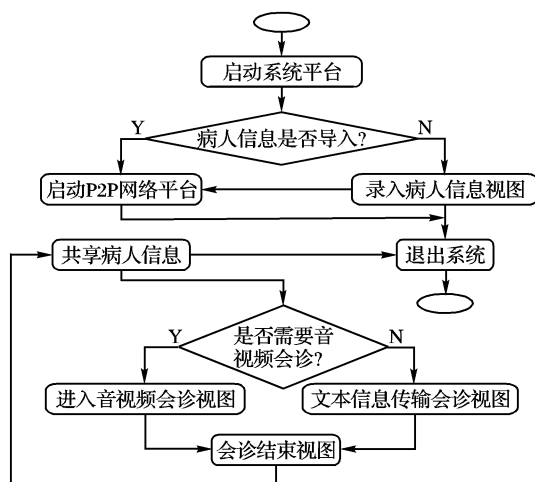 启动系统平台
Y
病人信息是否导入?
N
启动P2P网络平台
录入病人信息视图
共享病人信息
退出系统
Y
是否需要音
视频会诊?
N
进入音视频会诊视图
文本信息传输会诊视图
会诊结束视图